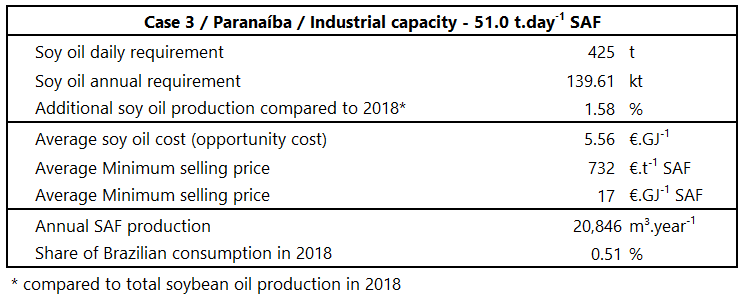 Case 3 / Paranaíba / Industrial capacity - 51.0 t.day⁻¹ SAF
Soy oil daily requirement 425 t
Soy oil annual requirement 139.61 kt
Additional soy oil production compared to 2018* 1.58 %
Average soy oil cost (opportunity cost) 5.56 €.GJ⁻¹
Average Minimum selling price 732 €.t⁻¹ SAF
Average Minimum selling price 17 €.GJ⁻¹ SAF
Annual SAF production 20,846 m³.year⁻¹
Share of Brazilian consumption in 2018 0.51 %
* compared to total soybean oil production in 2018